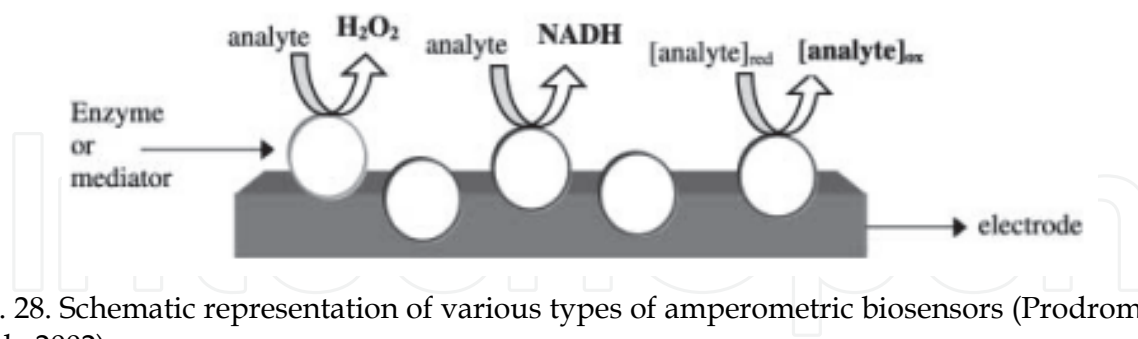 analyte H₂O₂ analyte NADH [analyte]red [analyte]ox
Enzyme
or
mediator
electrode
. 28. Schematic representation of various types of amperometric biosensors (Prodrom